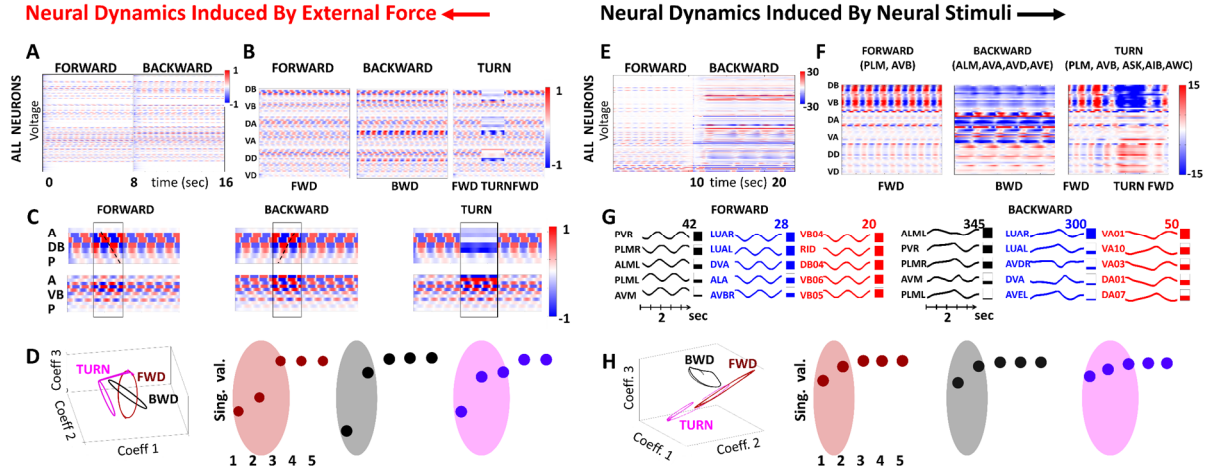 Neural Dynamics Induced By External Force
Neural Dynamics Induced By Neural Stimuli
A
FORWARD BACKWARD
ALL NEURONS
Voltage
1
-1
0 8 time (sec) 16
B
FORWARD BACKWARD TURN
DB
VB
DA
VA
DD
VD
1
-1
FWD BWD FWD TURN FWD
C
FORWARD BACKWARD TURN
A
DB
P
A
VB
P
1
-1
D
Coeff 3
Coeff 2
Coeff 1
TURN
FWD
BWD
Sing. val.
1 2 3 4 5
E
FORWARD BACKWARD
ALL NEURONS
Voltage
30
-30
10 time (sec) 20
F
FORWARD BACKWARD TURN
(PLM, AVB) (ALM,AVA,AVD,AVE) (PLM, AVB, ASK,AIB,AWC)
DB
VB
DA
VA
DD
VD
15
-15
FWD BWD FWD TURN FWD
G
FORWARD BACKWARD
42 28 20 345 300 50
PVR LUAR VB04 ALML LUAR VA01
PLMR LUAL RID PVR LUAL VA10
ALML DVA DB04 PLMR AVDR VA03
PLML ALA VB06 AVM DVA DA01
AVM AVBR VB05 PLML AVEL DA07
2 sec 2 sec
H
Coeff. 3
Coeff. 1
Coeff. 2
BWD
FWD
TURN
Sing. val.
1 2 3 4 5